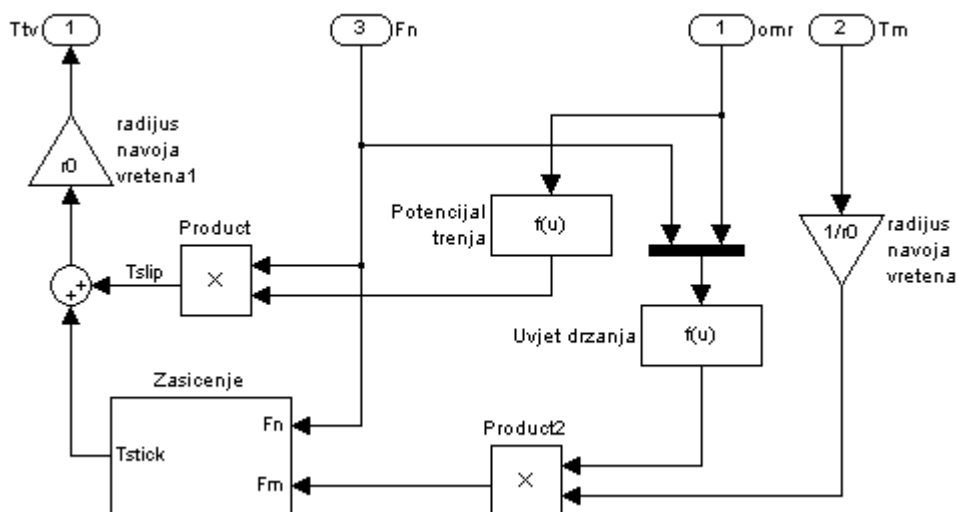 Ttv
1
3
Fn
1
omr
2
Tm
radijus
navoja
vretena1
r0
Potencijal
trenja
f(u)
1/r0
radijus
navoja
vretena
Product
×
Tslip
+
+
Uvjet drzanja
f(u)
Zasicenje
Fn
Tstick
Fm
Product2
×